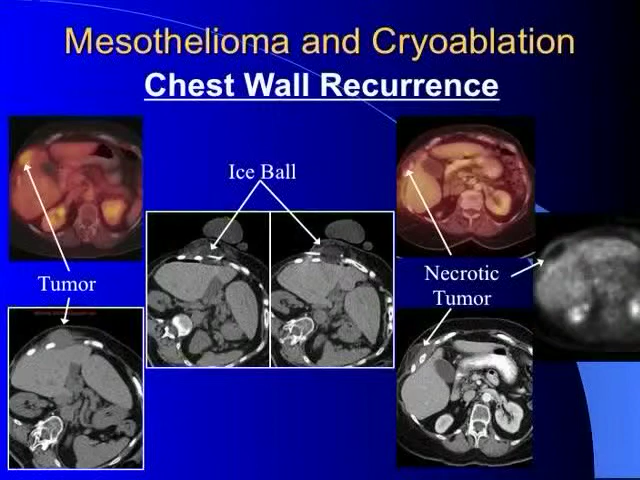 Mesothelioma and Cryoablation
Chest Wall Recurrence
Ice Ball
Tumor
Necrotic
Tumor